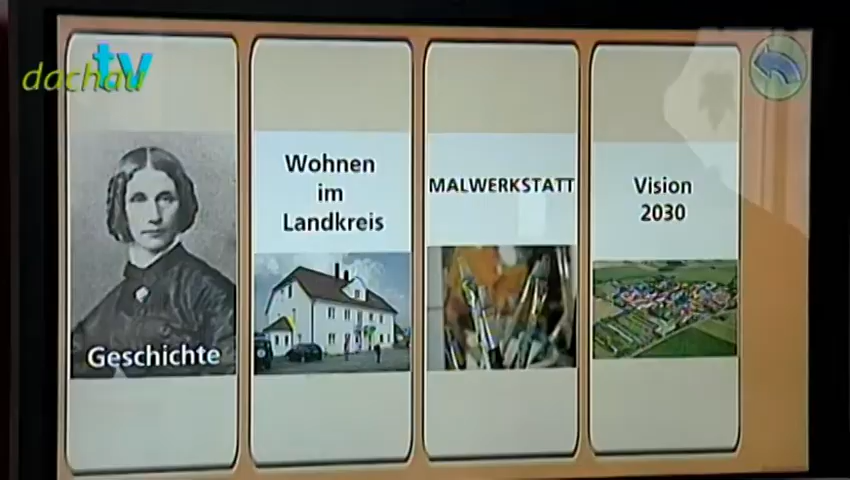 dachau tv
Geschichte
Wohnen
im
Landkreis
MALWERKSTATT
Vision
2030